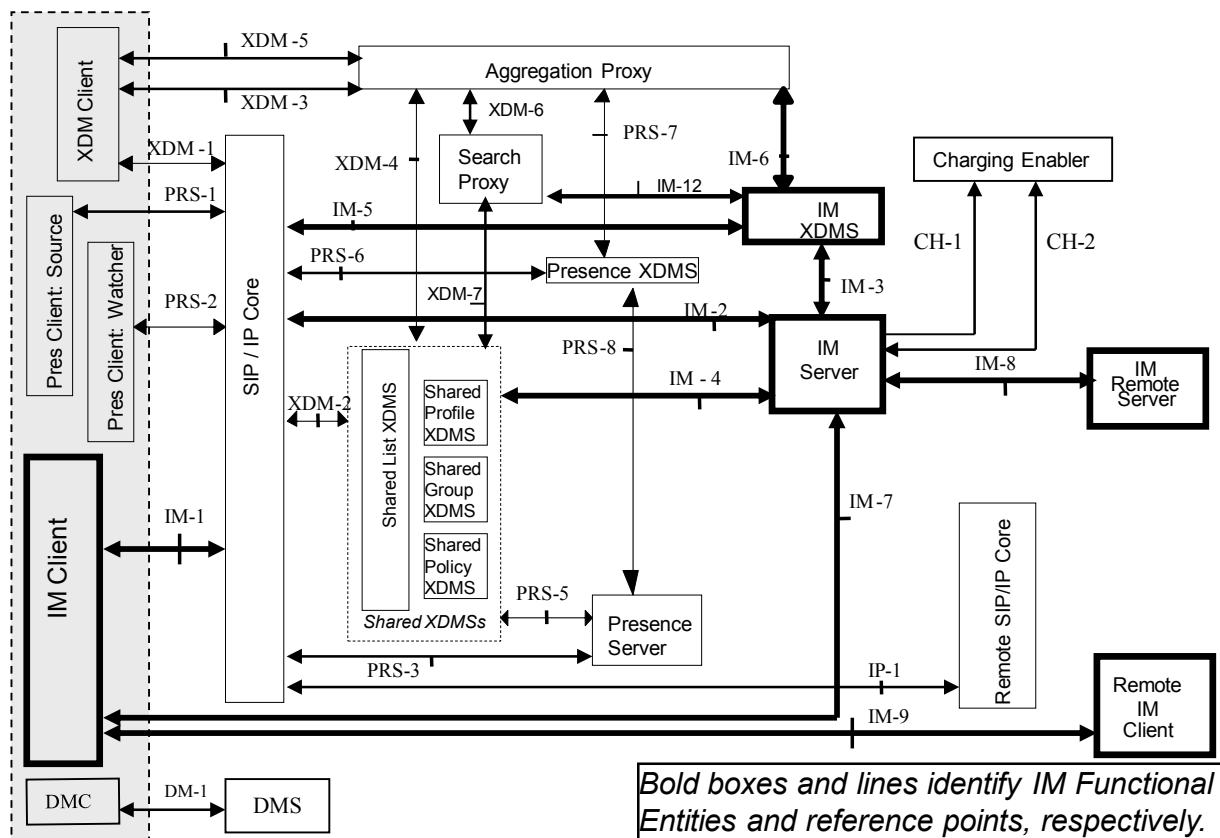 XDM -5
Aggregation Proxy
XDM Client
XDM-3
XDM-6
PRS-7
XDM -1
XDM-4
Search
Proxy
IM-6
Charging Enabler
PRS-1
IM-12
IM-5
IM
XDMS
CH-1
CH-2
Pres Client: Source
Pres Client: Watcher
PRS-6
Presence XDMS
PRS-2
XDM-7
IM-3
SIP / IP Core
IM-2
PRS-8
IM
Server
IM-8
IM
Remote
Server
Shared List XDMS
Shared
Profile
XDMS
IM - 4
XDM-2
Shared
Group
XDMS
IM-7
IM-1
IM Client
Shared
Policy
XDMS
Remote SIP/IP Core
PRS-5
Shared XDMSs
Presence
Server
PRS-3
IP-1
Remote
IM
Client
IM-9
DMC
DM-1
DMS
Bold boxes and lines identify IM Functional
Entities and reference points, respectively.